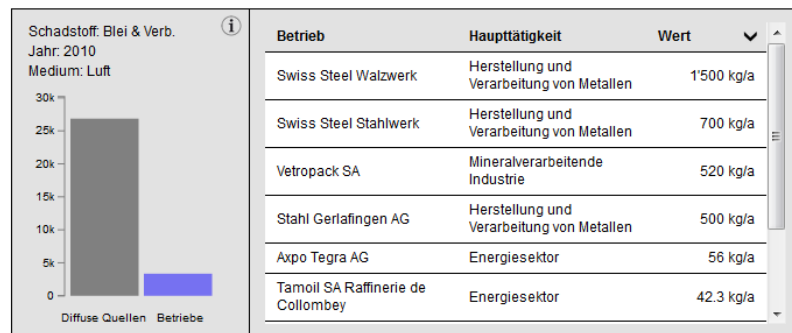 Schadstoff: Blei & Verb.
Jahr: 2010
Medium: Luft
30k
25k
20k
15k
10k
5k
0
Diffuse Quellen Betriebe
Betrieb Haupttätigkeit Wert
Swiss Steel Walzwerk Herstellung und Verarbeitung von Metallen 1'500 kg/a
Swiss Steel Stahlwerk Herstellung und Verarbeitung von Metallen 700 kg/a
Vetropack SA Mineralverarbeitende Industrie 520 kg/a
Stahl Gerlafingen AG Herstellung und Verarbeitung von Metallen 500 kg/a
Axpo Tegra AG Energiesektor 56 kg/a
Tamoil SA Raffinerie de Collombey Energiesektor 42.3 kg/a